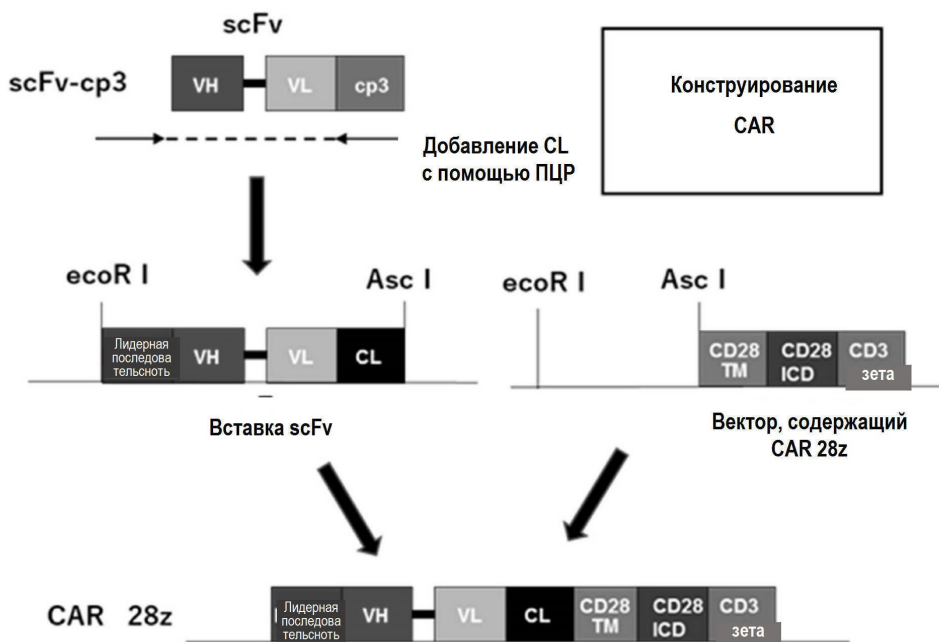 scFv
scFv-cp3
VH
VL
cp3
Конструирование
CAR
Добавление CL
с помощью ПЦР
ecoR I
Asc I
ecoR I
Asc I
Лидерная
последова
тельсноть
VH
VL
CL
CD28
TM
CD28
ICD
CD3
зета
Вставка scFv
Вектор, содержащий
CAR 28z
CAR 28z
Лидерная
последова
тельсноть
VH
VL
CL
CD28
TM
CD28
ICD
CD3
зета